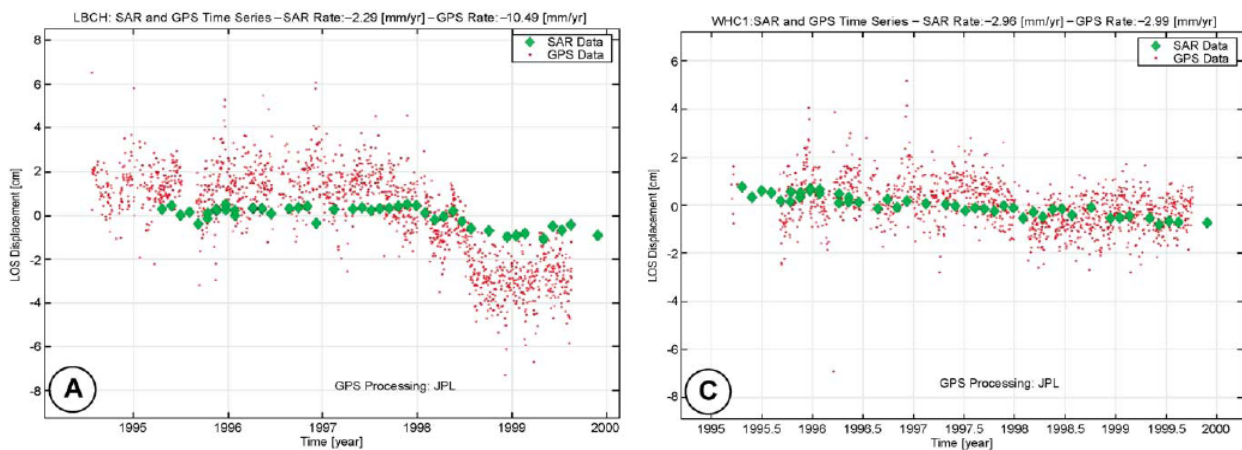 LBCH: SAR and GPS Time Series – SAR Rate:–2.29 [mm/yr] – GPS Rate:–10.49 [mm/yr]
SAR Data
GPS Data
8
6
4
2
0
-2
-4
-6
-8
LOS Displacement [cm]
A
GPS Processing: JPL
1995 1996 1997 1998 1999 2000
Time [year]
WHC1:SAR and GPS Time Series – SAR Rate:–2.96 [mm/yr] – GPS Rate:–2.99 [mm/yr]
SAR Data
GPS Data
6
4
2
0
-2
-4
-6
-8
LOS Displacement [cm]
C
GPS Processing: JPL
1995 1995.5 1996 1996.5 1997 1997.5 1998 1998.5 1999 1999.5 2000
Time [year]